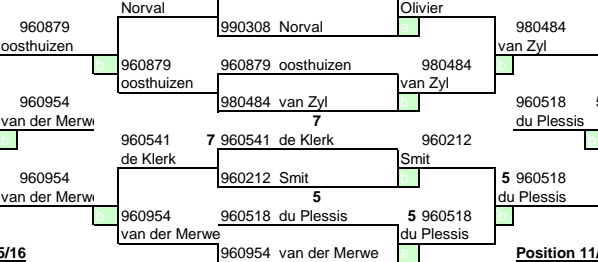 Norval
Olivier
960879
990308 Norval
980484
oosthuizen
b
van Zyl
b
960879
960879 oosthuizen
980484
b
oosthuizen
van Zyl
960954
980484 van Zyl
b
960518
van der Merwe
7
du Plessis
b
960541
7 960541 de Klerk
960212
b
de Klerk
Smit
960954
960212 Smit
b
5 960518
van der Merwe
5
du Plessis
b
960954
960518 du Plessis
5 960518
b
van der Merwe
du Plessis
5/16
960954 van der Merwe
b
Position 11/